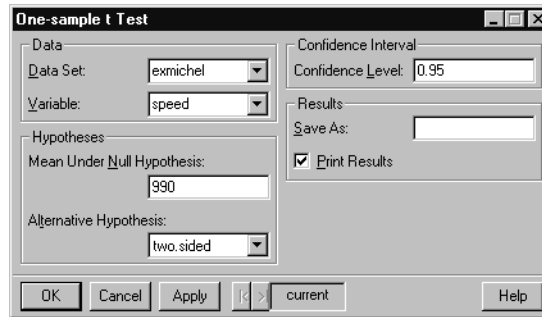 One-sample t Test
Data
Data Set: exmichel
Variable: speed
Hypotheses
Mean Under Null Hypothesis:
990
Alternative Hypothesis:
two.sided
Confidence Interval
Confidence Level: 0.95
Results
Save As:
Print Results
OK Cancel Apply current Help